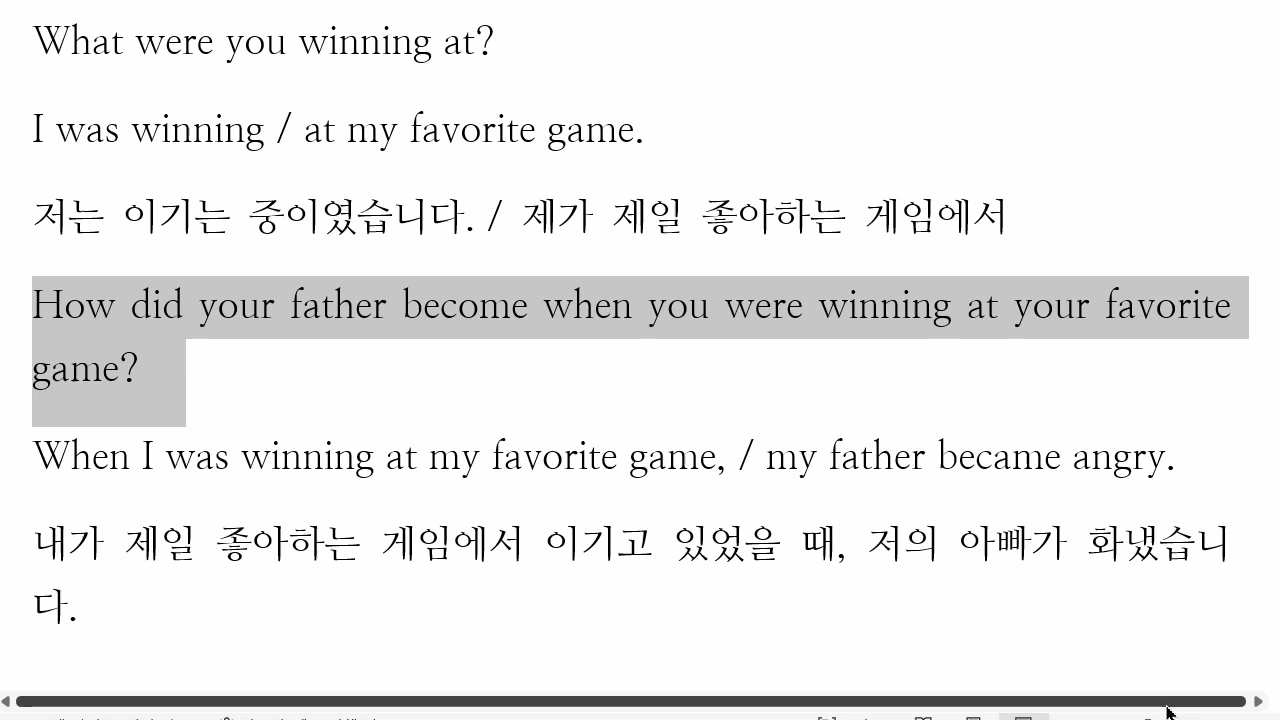 What were you winning at?
I was winning / at my favorite game.
저는 이기는 중이였습니다. / 제가 제일 좋아하는 게임에서
How did your father become when you were winning at your favorite
game?
When I was winning at my favorite game, / my father became angry.
내가 제일 좋아하는 게임에서 이기고 있었을 때, 저의 아빠가 화냈습니
다.